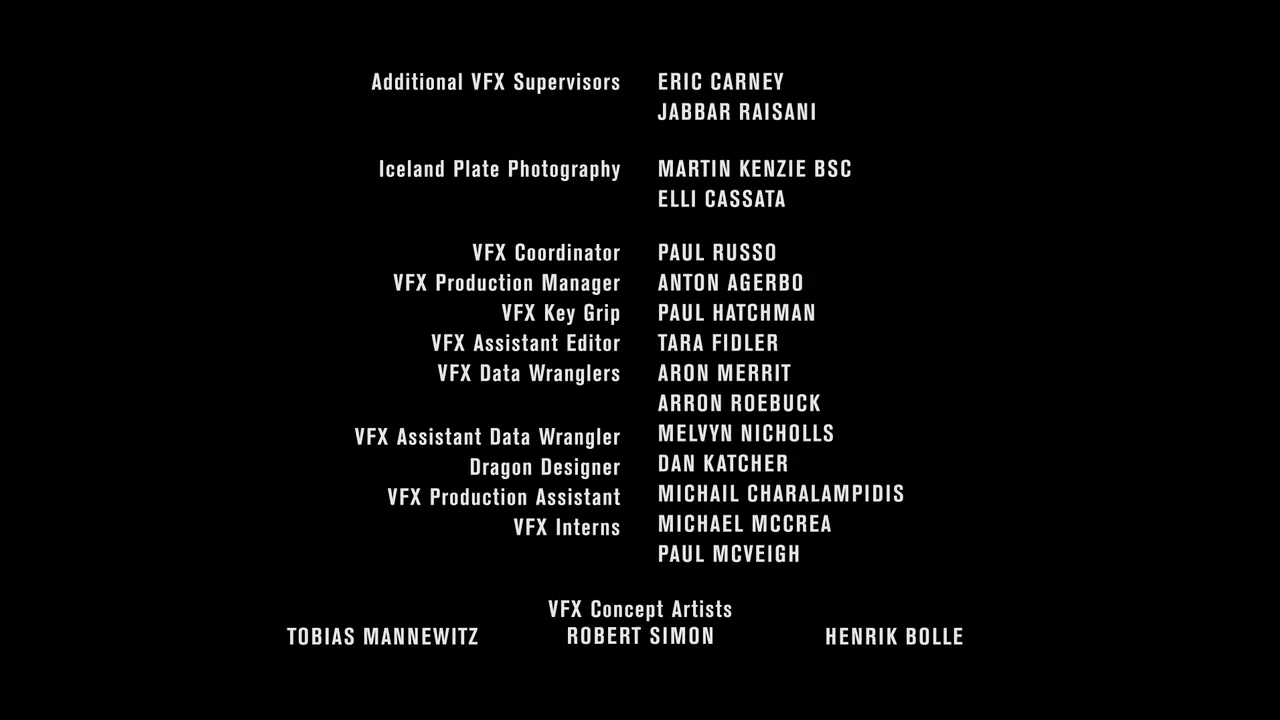 Additional VFX Supervisors ERIC CARNEY
JABBAR RAISANI
Iceland Plate Photography MARTIN KENZIE BSC
ELLI CASSATA
VFX Coordinator PAUL RUSSO
VFX Production Manager ANTON AGERBO
VFX Key Grip PAUL HATCHMAN
VFX Assistant Editor TARA FIDLER
VFX Data Wranglers ARON MERRIT
ARRON ROEBUCK
VFX Assistant Data Wrangler MELVYN NICHOLLS
Dragon Designer DAN KATCHER
VFX Production Assistant MICHAIL CHARALAMPIDIS
VFX Interns MICHAEL MCCREA
PAUL MCVEIGH
VFX Concept Artists
TOBIAS MANNEWITZ ROBERT SIMON HENRIK BOLLE